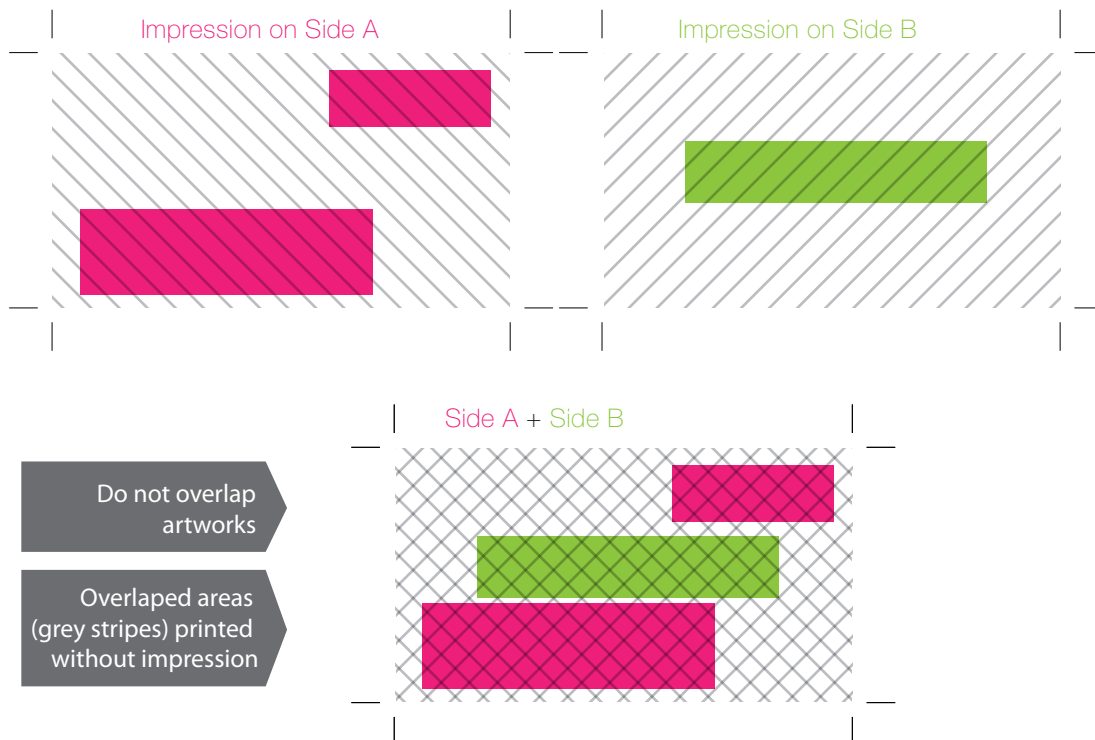 Impression on Side A
Impression on Side B
Side A + Side B
Do not overlap
artworks
Overlaped areas
(grey stripes) printed
without impression